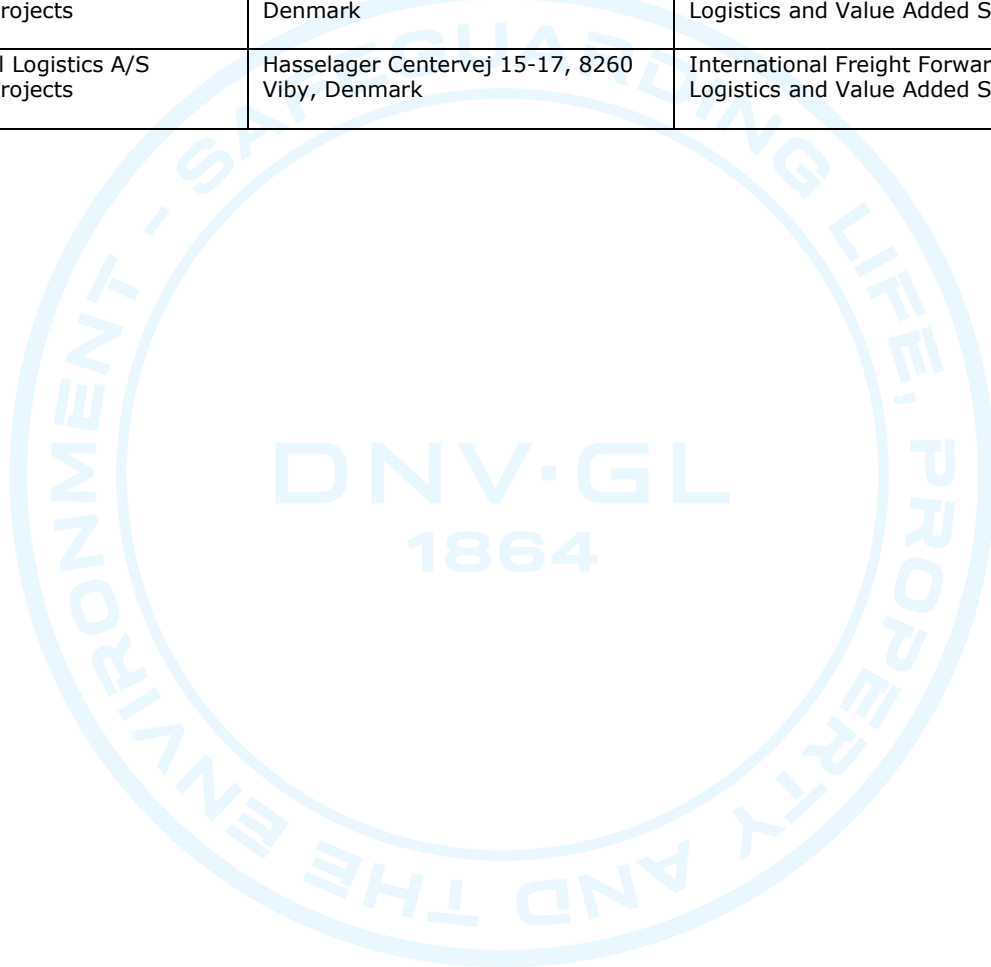 rojects Denmark Logistics and Value Added S
l Logistics A/S Hasselager Centervej 15-17, 8260 International Freight Forwar
rojects Viby, Denmark Logistics and Value Added S
SAFEGUARDING LIFE, PROPERTY AND THE ENVIRONMENT -
DNV·GL
1864